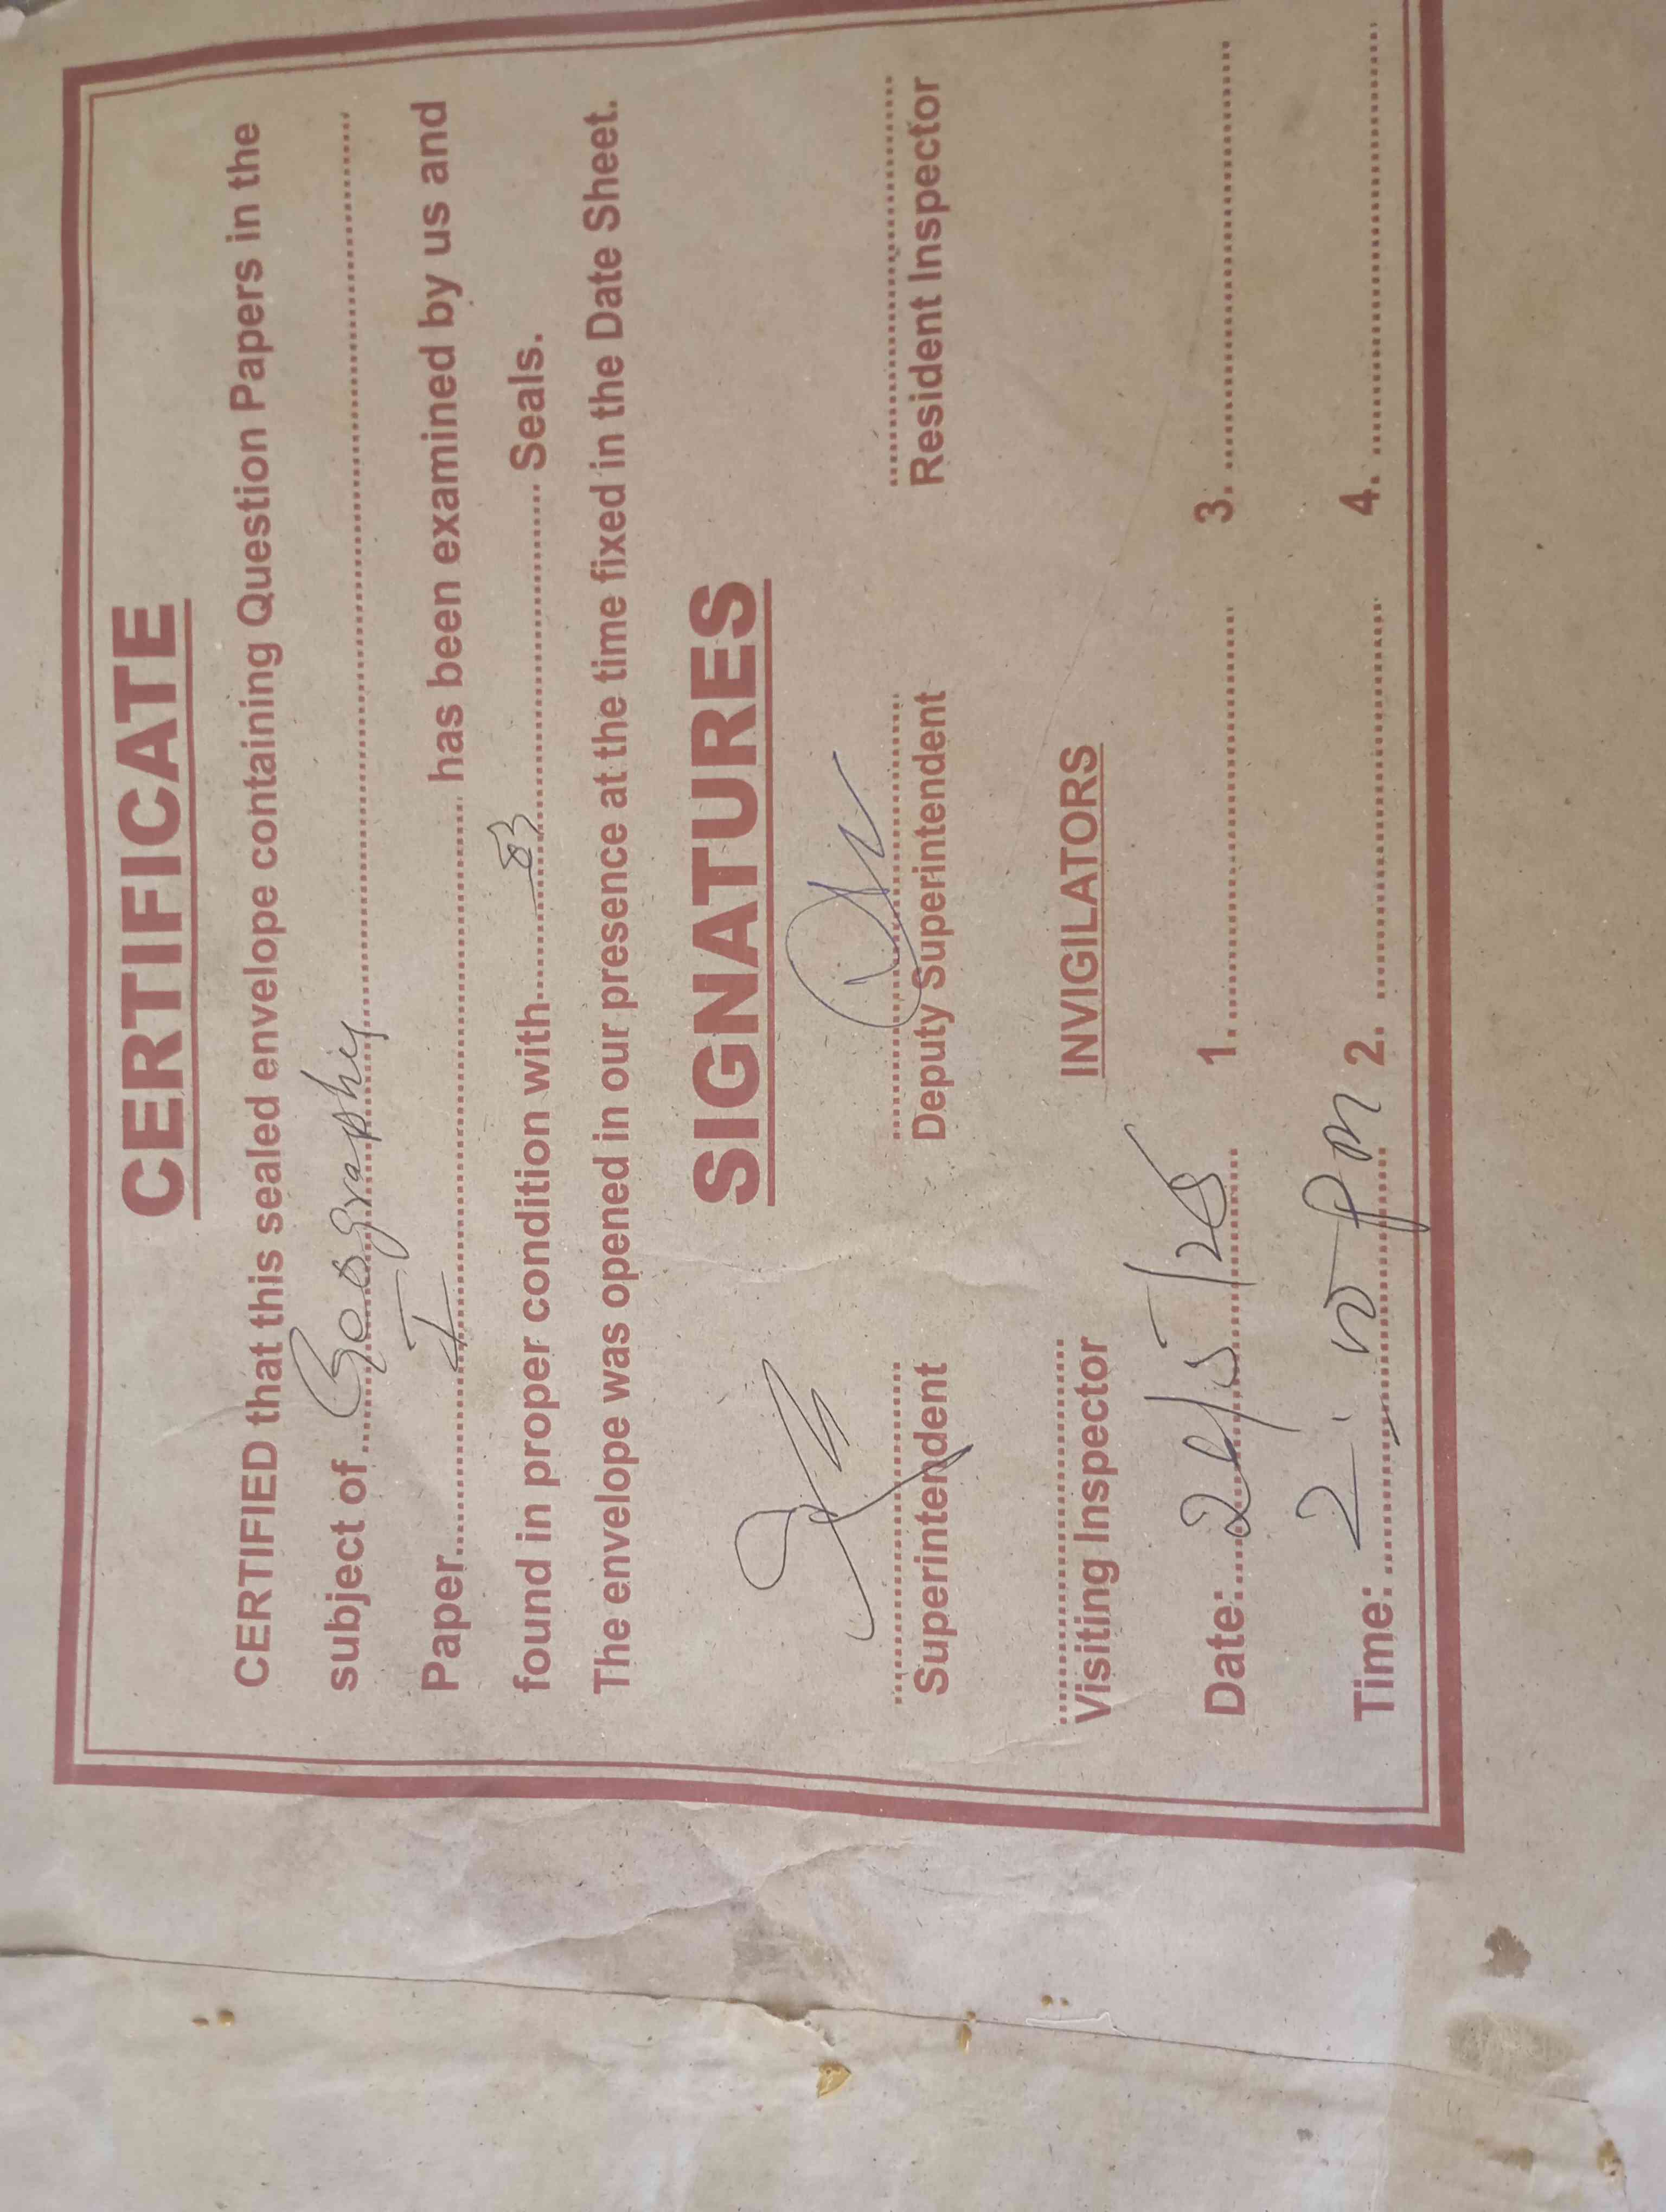 CERTIFICATE
CERTIFIED that this sealed envelope containing Question Papers in the
subject of Geography
Paper I has been examined by us and
found in proper condition with 03 Seals.
The envelope was opened in our presence at the time fixed in the Date Sheet.
SIGNATURES
Superintendent Deputy Superintendent Resident Inspector
Visiting Inspector INVIGILATORS
Date: 24/5/25 1. 3.
Time: 2. Pm 2. 4.